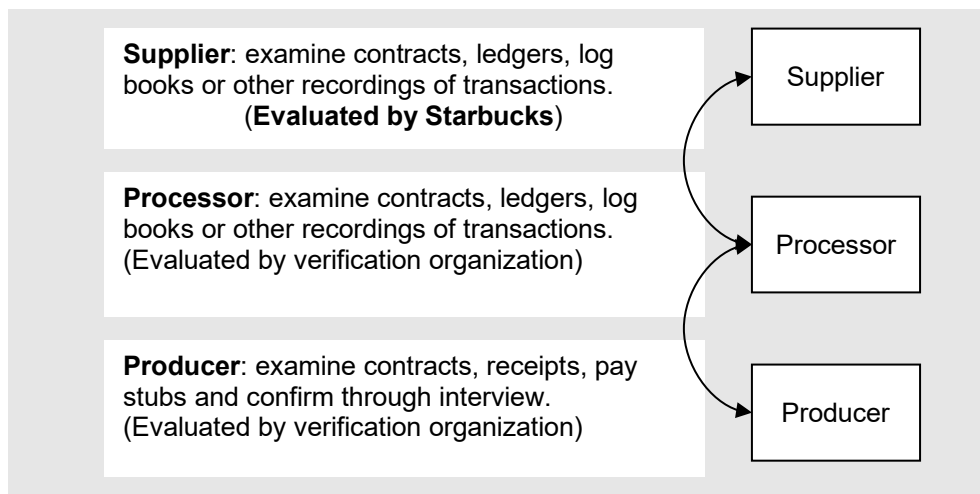 Supplier: examine contracts, ledgers, log
books or other recordings of transactions.
(Evaluated by Starbucks)
Supplier
Processor: examine contracts, ledgers, log
books or other recordings of transactions.
(Evaluated by verification organization)
Processor
Producer: examine contracts, receipts, pay
stubs and confirm through interview.
(Evaluated by verification organization)
Producer